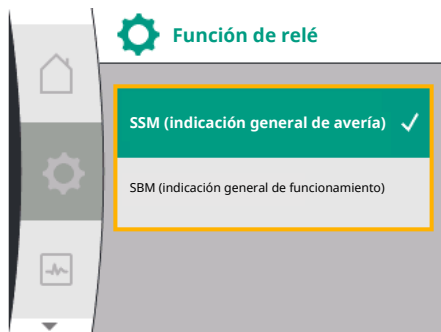 Función de relé
SSM (indicación general de avería)
SBM (indicación general de funcionamiento)